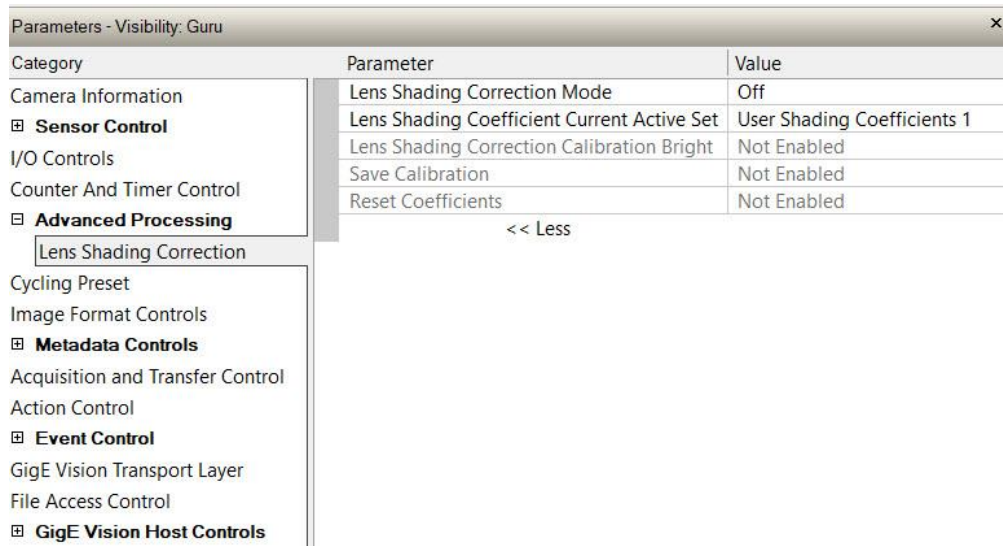 Parameters - Visibility: Guru ×
Category Parameter Value
Camera Information Lens Shading Correction Mode Off
⊞ Sensor Control Lens Shading Coefficient Current Active Set User Shading Coefficients 1
I/O Controls Lens Shading Correction Calibration Bright Not Enabled
Counter And Timer Control Save Calibration Not Enabled
⊟ Advanced Processing Reset Coefficients Not Enabled
Lens Shading Correction << Less
Cycling Preset
Image Format Controls
⊞ Metadata Controls
Acquisition and Transfer Control
Action Control
⊞ Event Control
GigE Vision Transport Layer
File Access Control
⊞ GigE Vision Host Controls